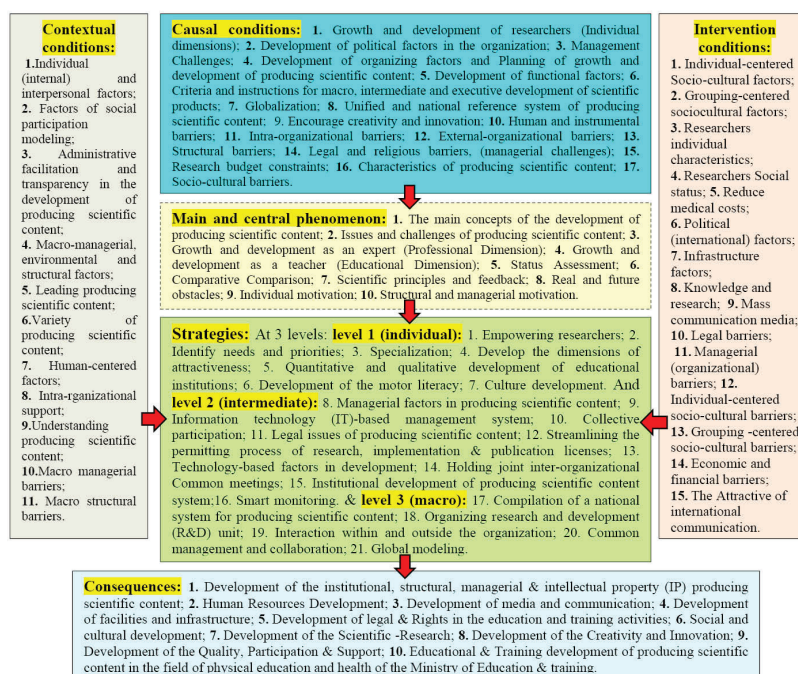 Contextual
conditions:
1.Individual
(internal) and
interpersonal factors;
2. Factors of social
participation
modeling;
3. Administrative
facilitation and
transparency in the
development of
producing scientific
content;
4. Macro-managerial,
environmental and
structural factors;
5. Leading producing
scientific content;
6.Variety of
producing scientific
content;
7. Human-centered
factors;
8. Intra-rganizational
support;
9.Understanding
producing scientific
content;
10.Macro managerial
barriers;
11. Macro structural
barriers.
Causal conditions: 1. Growth and development of researchers (Individual
dimensions); 2. Development of political factors in the organization; 3. Management
Challenges; 4. Development of organizing factors and Planning of growth and
development of producing scientific content; 5. Development of functional factors; 6.
Criteria and instructions for macro, intermediate and executive development of scientific
products; 7. Globalization; 8. Unified and national reference system of producing
scientific content; 9. Encourage creativity and innovation; 10. Human and instrumental
barriers; 11. Intra-organizational barriers; 12. External-organizational barriers; 13.
Structural barriers; 14. Legal and religious barriers, (managerial challenges); 15.
Research budget constraints; 16. Characteristics of producing scientific content; 17.
Socio-cultural barriers.
Main and central phenomenon: 1. The main concepts of the development of
producing scientific content; 2. Issues and challenges of producing scientific content; 3.
Growth and development as an expert (Professional Dimension); 4. Growth and
development as a teacher (Educational Dimension); 5. Status Assessment; 6.
Comparative Comparison; 7. Scientific principles and feedback; 8. Real and future
obstacles; 9. Individual motivation; 10. Structural and managerial motivation.
Strategies: At 3 levels: level 1 (individual): 1. Empowering researchers; 2.
Identify needs and priorities; 3. Specialization; 4. Develop the dimensions of
attractiveness; 5. Quantitative and qualitative development of educational
institutions; 6. Development of the motor literacy; 7. Culture development. And
level 2 (intermediate): 8. Managerial factors in producing scientific content; 9.
Information technology (IT)-based management system; 10. Collective
participation; 11. Legal issues of producing scientific content; 12. Streamlining the
permitting process of research, implementation & publication licenses; 13.
Technology-based factors in development; 14. Holding joint inter-organizational
Common meetings; 15. Institutional development of producing scientific content
system;16. Smart monitoring. & level 3 (macro): 17. Compilation of a national
system for producing scientific content; 18. Organizing research and development
(R&D) unit; 19. Interaction within and outside the organization; 20. Common
management and collaboration; 21. Global modeling.
Intervention
conditions:
1. Individual-centered
Socio-cultural factors;
2. Grouping-centered
sociocultural factors;
3. Researchers
individual
characteristics;
4. Researchers Social
status; 5. Reduce
medical costs;
6. Political
(international) factors;
7. Infrastructure
factors;
8. Knowledge and
research; 9. Mass
communication media;
10. Legal barriers;
11. Managerial
(organizational)
barriers; 12.
Individual-centered
socio-cultural barriers;
13. Grouping -centered
socio-cultural barriers;
14. Economic and
financial barriers;
15. The Attractive of
international
communication.
Consequences: 1. Development of the institutional, structural, managerial & intellectual property (IP) producing
scientific content; 2. Human Resources Development; 3. Development of media and communication; 4. Development
of facilities and infrastructure; 5. Development of legal & Rights in the education and training activities; 6. Social and
cultural development; 7. Development of the Scientific -Research; 8. Development of the Creativity and Innovation; 9.
Development of the Quality, Participation & Support; 10. Educational & Training development of producing scientific
content in the field of physical education and health of the Ministry of Education & training.